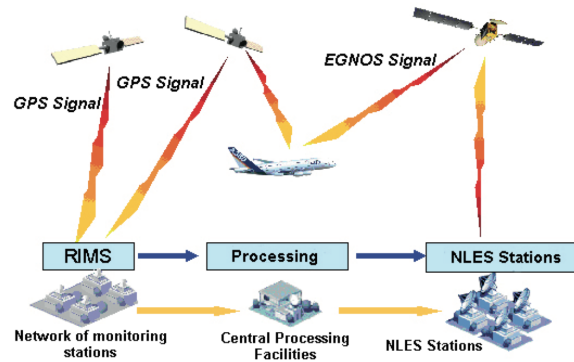 EGNOS Signal
GPS Signal
GPS Signal
RIMS
Processing
NLES Stations
Network of monitoring
stations
Central Processing
Facilities
NLES Stations